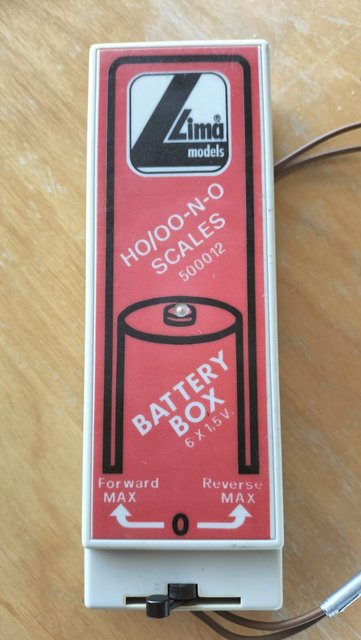 Lima®
models
HO/OO-N-O
SCALES
500012
BATTERY
BOX
6 X 1.5 V.
Forward Reverse
MAX MAX
0